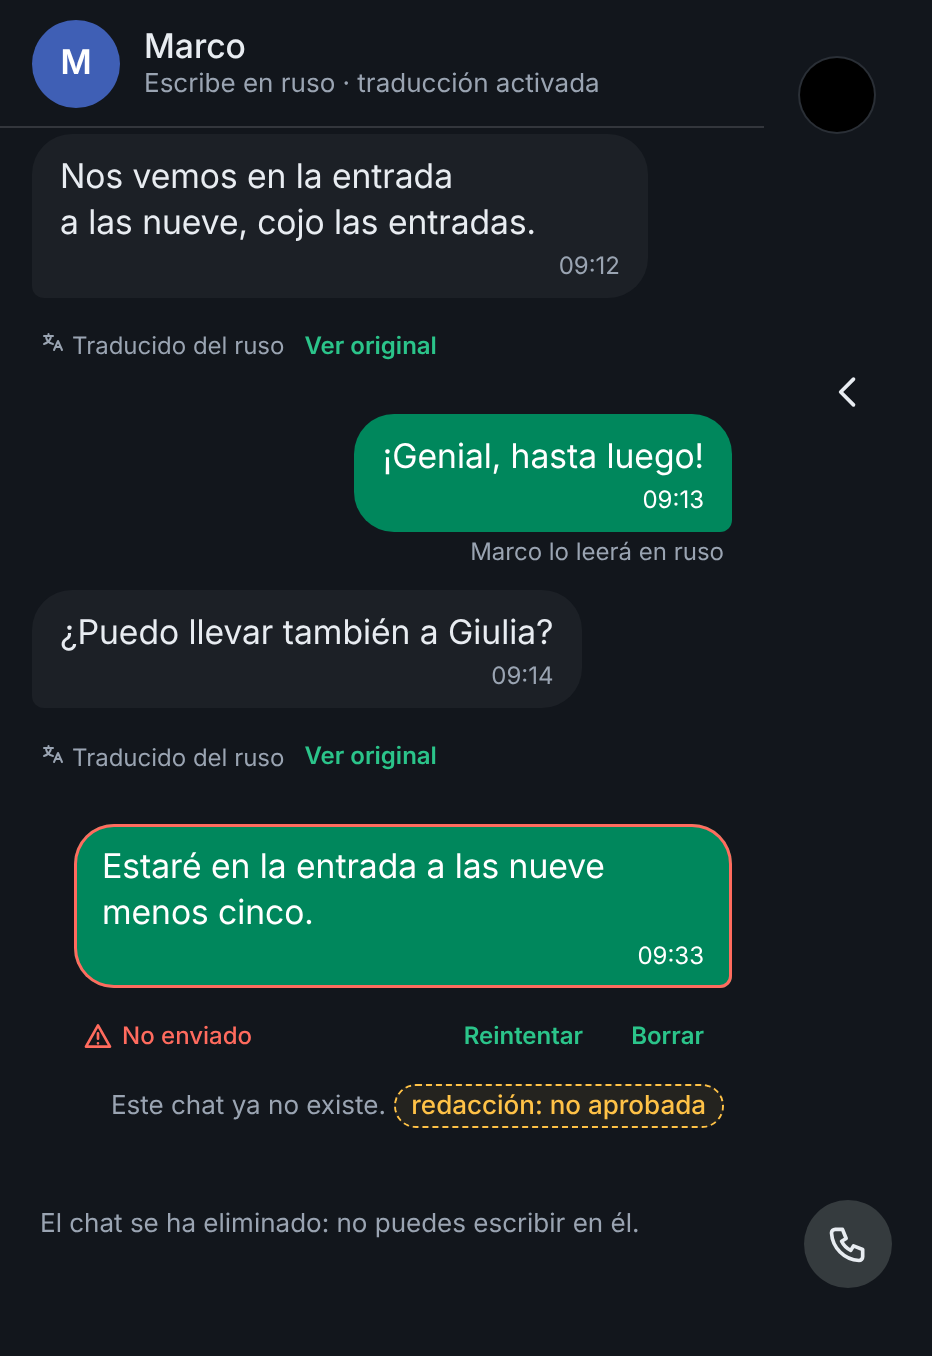 M
Marco
Escribe en ruso · traducción activada
Nos vemos en la entrada
a las nueve, cojo las entradas.
09:12
Traducido del ruso Ver original
¡Genial, hasta luego!
09:13
Marco lo leerá en ruso
¿Puedo llevar también a Giulia?
09:14
Traducido del ruso Ver original
Estaré en la entrada a las nueve
menos cinco.
09:33
No enviado Reintentar Borrar
Este chat ya no existe. redacción: no aprobada
El chat se ha eliminado: no puedes escribir en él.